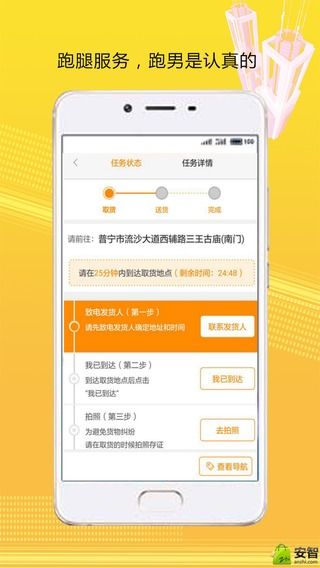 跑腿服务，跑男是认真的
100
任务状态 任务详情
取货 送货 完成
请前往： 普宁市流沙大道西辅路三王古庙(南门)
请在25分钟内到达取货地点（剩余时间：24:48）
致电发货人（第一步）
请先致电发货人确定地址和时间
联系发货人
我已到达（第二步）
到达取货地点后点击
“我已到达”
我已到达
拍照（第三步）
为避免货物纠纷
请在取货的时候拍照存证
去拍照
查看导航
安智
anzhi.com